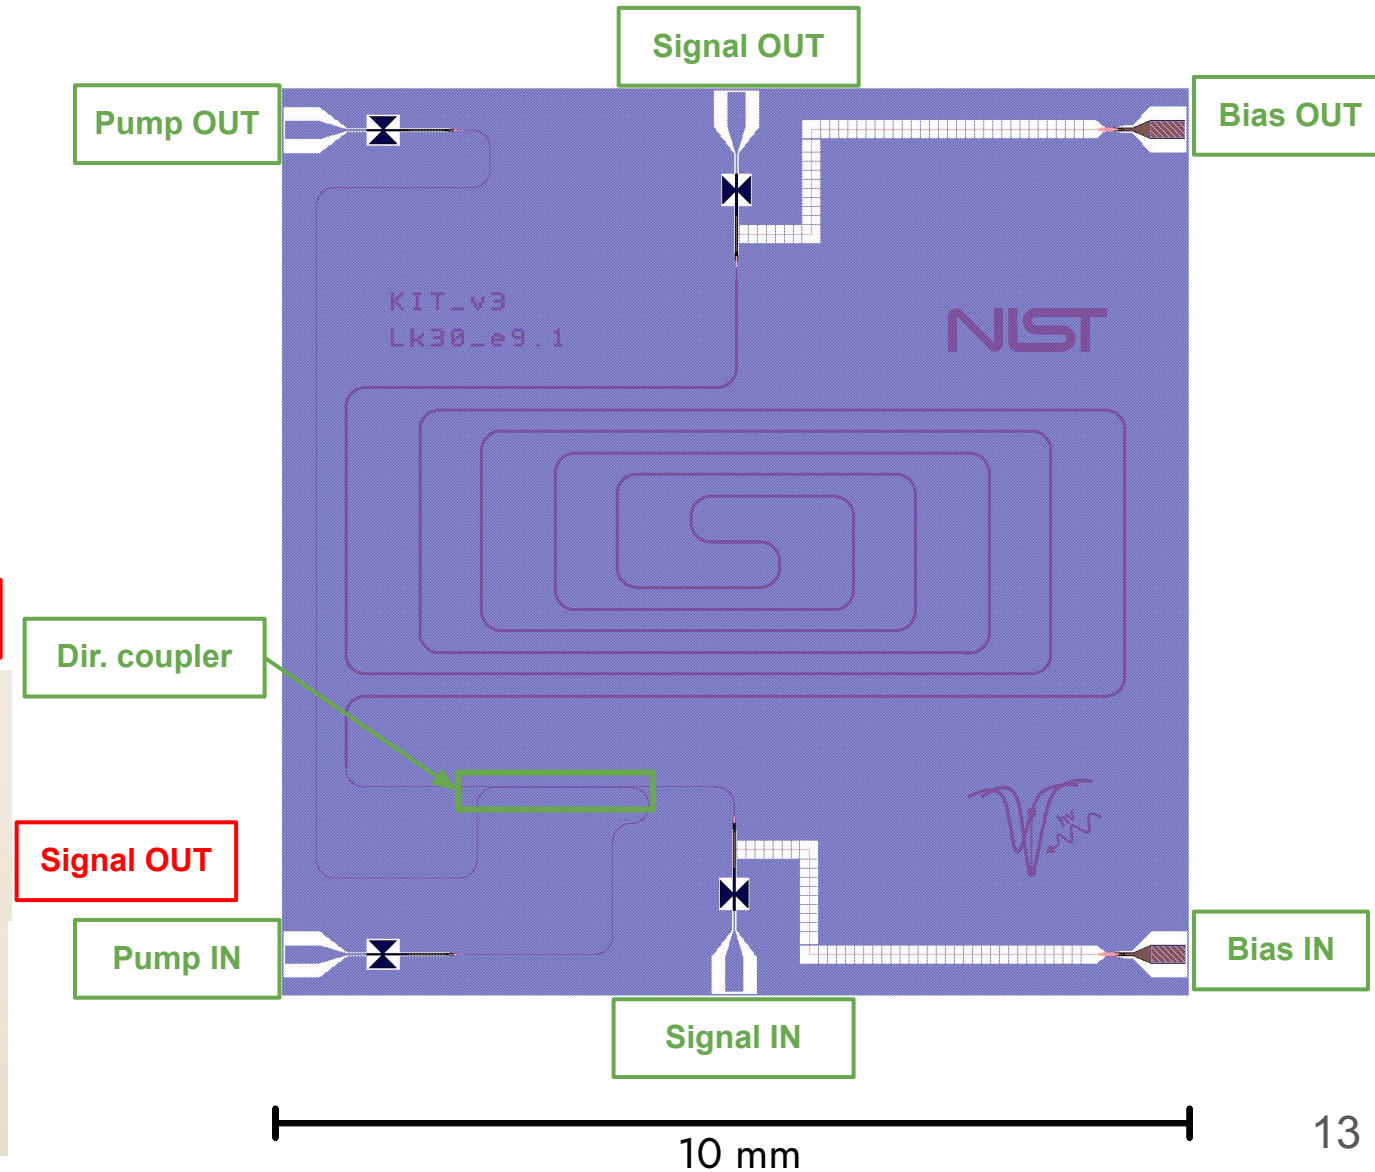 Signal OUT
Pump OUT
Bias OUT
KIT_v3
Lk30_e9.1
NIST
Dir. coupler
hν
Signal OUT
Pump IN
Bias IN
Signal IN
10 mm
13